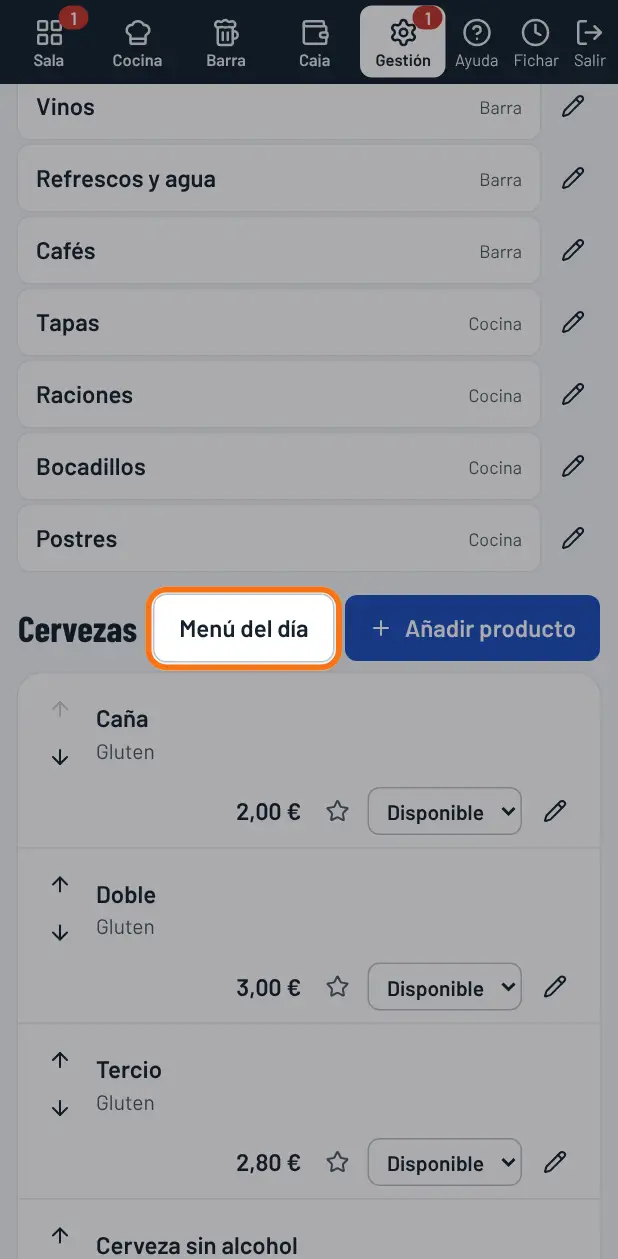 1
1
Sala
Cocina
Barra
Caja
Gestión
Ayuda
Fichar
Salir
Vinos
Barra
Refrescos y agua
Barra
Cafés
Barra
Tapas
Cocina
Raciones
Cocina
Bocadillos
Cocina
Postres
Cocina
Cervezas
Menú del día
+ Añadir producto
Caña
Gluten
2,00 €
Disponible
Doble
Gluten
3,00 €
Disponible
Tercio
Gluten
2,80 €
Disponible
Cerveza sin alcohol